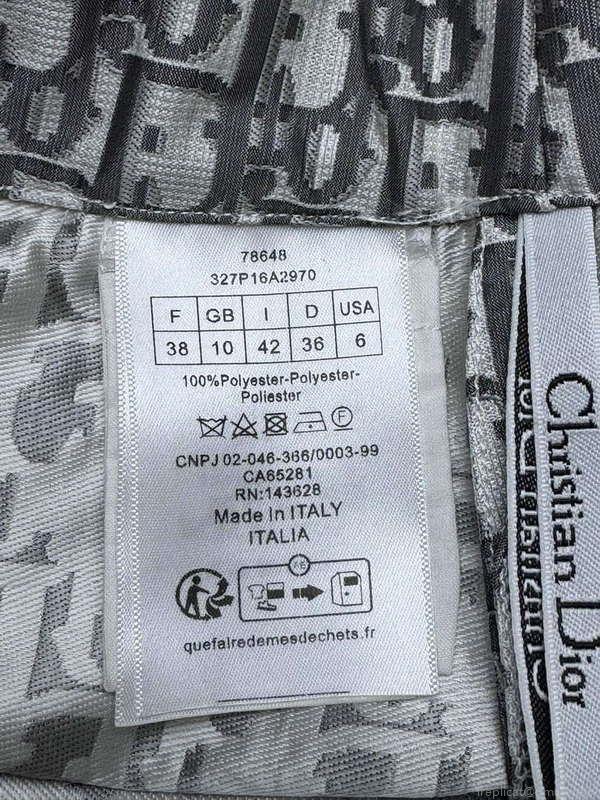 78648
327P16A2970
F GB I D USA
38 10 42 36 6
100%Polyester-Polyester-
Poliester
F
CNPJ 02-046-366/0003-99
CA65281
RN:143628
Made In ITALY
ITALIA
quefairedemesdechets.fr
Christian Dior